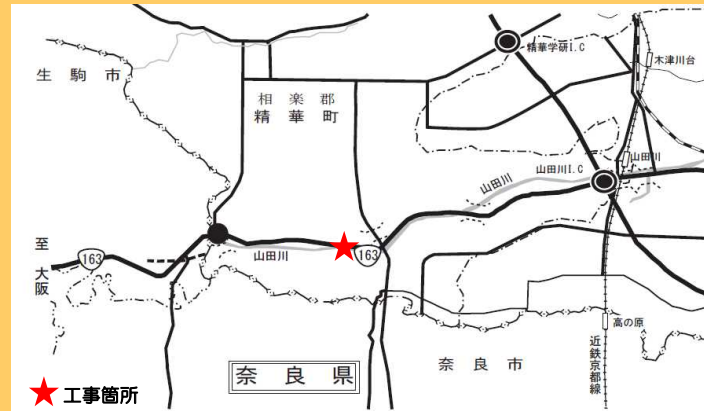 精華学研I.C
木津川台
生駒市
相楽郡
精華町
山田川
山田川I.C
山田川
至大阪
163
山田川
163
高の原
近鉄京都線
奈良市
奈良県
工事箇所